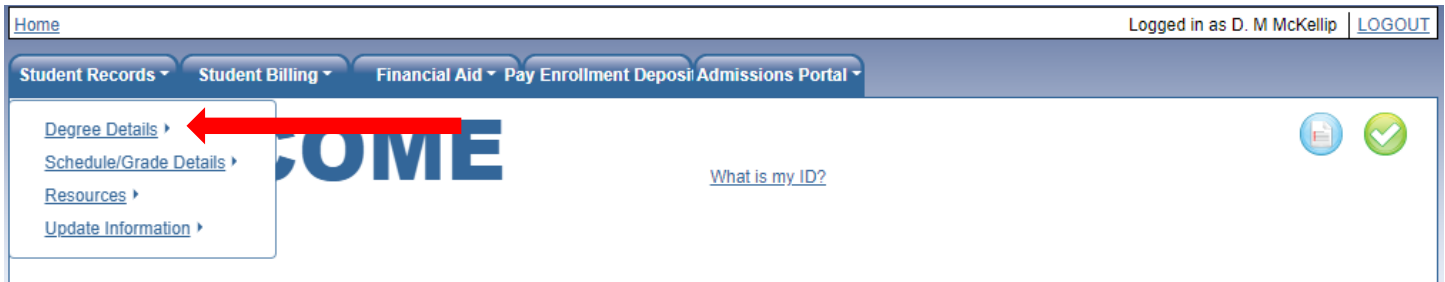 Home Logged in as D. M McKellip LOGOUT
Student Records Student Billing Financial Aid Pay Enrollment Deposit Admissions Portal
Degree Details
Schedule/Grade Details
Resources
Update Information
COME
What is my ID?